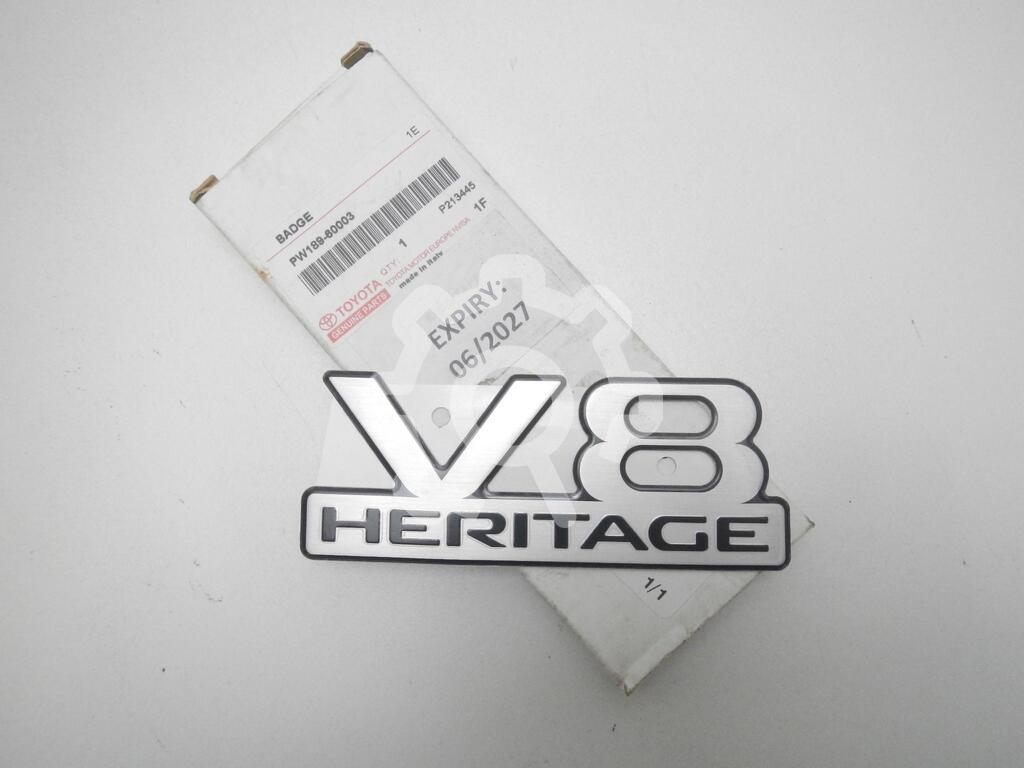 1E
BADGE
PW189-80003
P213445
TOYOTA
GENUINE PARTS
QTY:
1
TOYOTA MOTOR EUROPE NV/SA
made in Italy
1F
EXPIRY:
06/2027
V8
HERITAGE
1/1